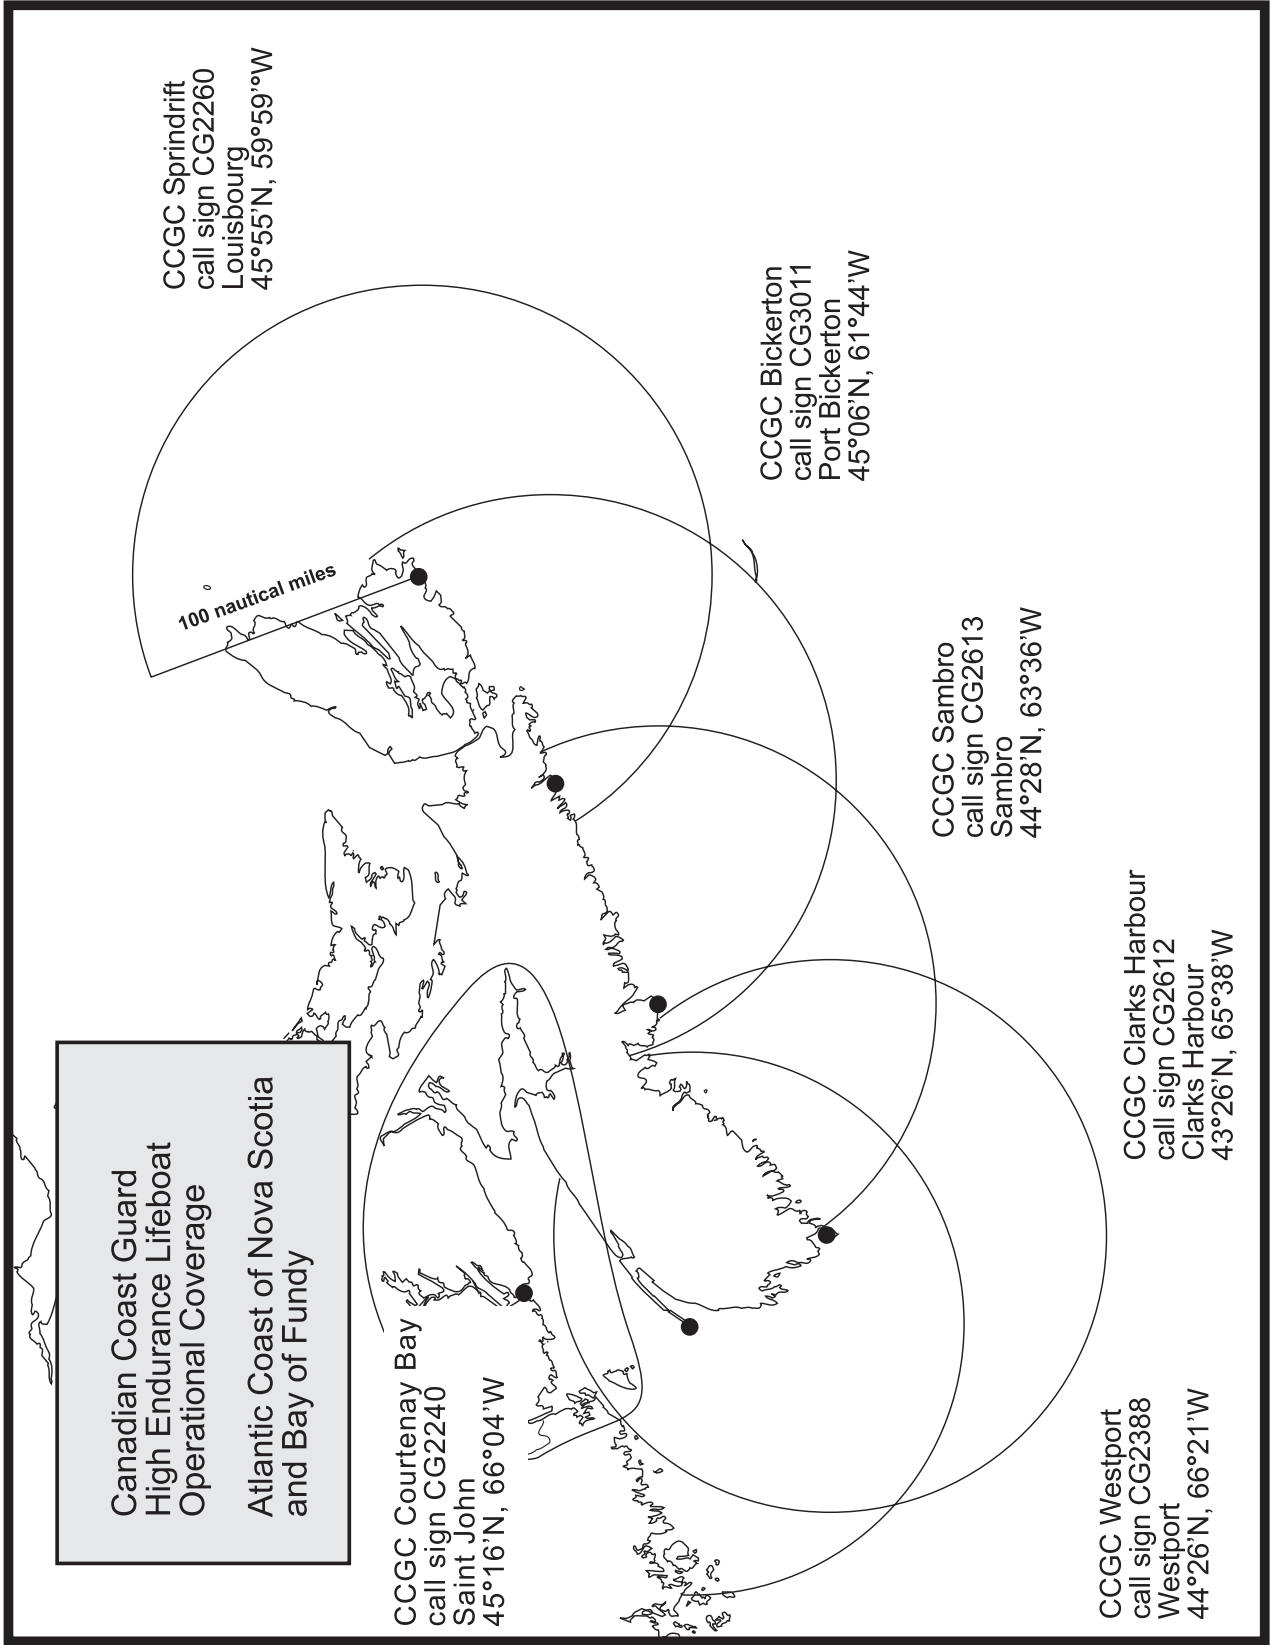 Canadian Coast Guard
High Endurance Lifeboat
Operational Coverage
Atlantic Coast of Nova Scotia
and Bay of Fundy
CCGC Sprindrift
call sign CG2260
Louisbourg
45°55'N, 59°59'°W
100 nautical miles
CCGC Bickerton
call sign CG3011
Port Bickerton
45°06'N, 61°44'W
CCGC Sambro
call sign CG2613
Sambro
44°28'N, 63°36'W
CCGC Clarks Harbour
call sign CG2612
Clarks Harbour
43°26'N, 65°38'W
CCGC Courtenay Bay
call sign CG2240
Saint John
45°16'N, 66°04'W
CCGC Westport
call sign CG2388
Westport
44°26'N, 66°21'W